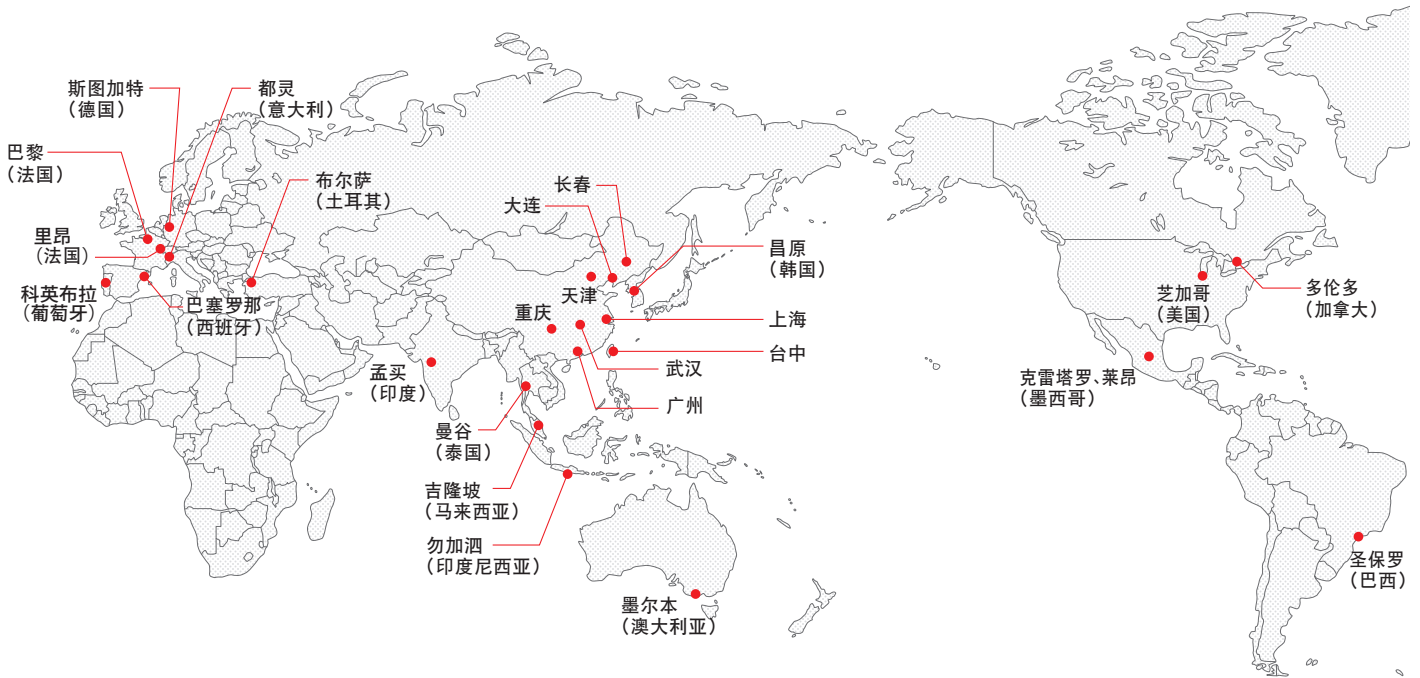 斯图加特
（德国）
都灵
（意大利）
巴黎
（法国）
布尔萨
（土耳其）
里昂
（法国）
科英布拉
（葡萄牙）
巴塞罗那
（西班牙）
长春
大连
昌原
（韩国）
天津
重庆
上海
台中
武汉
广州
孟买
（印度）
曼谷
（泰国）
吉隆坡
（马来西亚）
勿加泗
（印度尼西亚）
墨尔本
（澳大利亚）
芝加哥
（美国）
多伦多
（加拿大）
克雷塔罗、莱昂
（墨西哥）
圣保罗
（巴西）